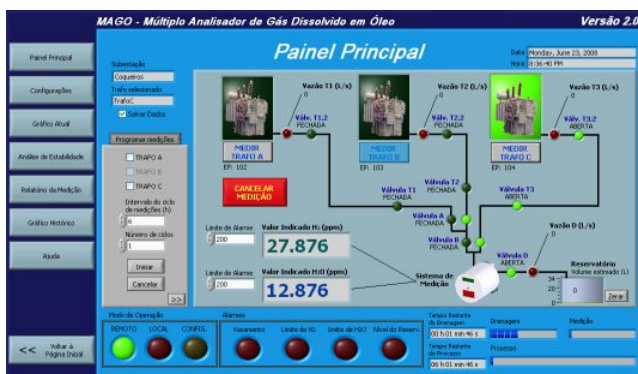 MAGO - Múltiplo Analisador de Gás Dissolvido em Óleo
Versão 2.0
Painel Principal
Data Monday, June 23, 2008
Hora 8:36:40 PM
Painel Principal
Configurações
Gráfico Atual
Análise de Estabilidade
Relatório da Medição
Gráfico Histórico
Ajuda
<< Voltar à
Página Inicial
Subestação
Coqueiros
Trafo selecionado
TrafoC
Salvar Dados
Programar medições
TRAFO A
TRAFO B
TRAFO C
Intervalo do ciclo
de medições (h)
6
Número de ciclos
1
Iniciar
Cancelar
>>
Vazão T1 (L/s)
0
Válv. T1.2
FECHADA
MEDIR
TRAFO A
EP: 102
Vazão T2 (L/s)
0
Válv. T2.2
FECHADA
MEDIR
TRAFO B
EP: 103
Vazão T3 (L/s)
0
Válv. T3.2
ABERTA
MEDIR
TRAFO C
EP: 104
CANCELAR
MEDIÇÃO
Válvula T1
FECHADA
Válvula T2
FECHADA
Válvula T3
ABERTA
Válvula A
FECHADA
Válvula B
FECHADA
Vazão D (L/s)
0
Válvula D
ABERTA
Limite de Alarme
200
Valor Indicado H2 (ppm)
27.876
Limite de Alarme
200
Valor Indicado H2O (ppm)
12.876
Sistema de
Medição
Reservatório
Volume estimado (L)
34
20
0
0
Zerar
Modo de Operação
REMOTO
LOCAL
CONFIG.
Alarmes
Vazamento
Limite de H2
Limite de H2O
Nível do Reserv.
Tempo Restante
da Drenagem
00 h 01 min 46 s
Drenagem
Medição
Tempo Restante
do Processo
06 h 01 min 46 s
Processo